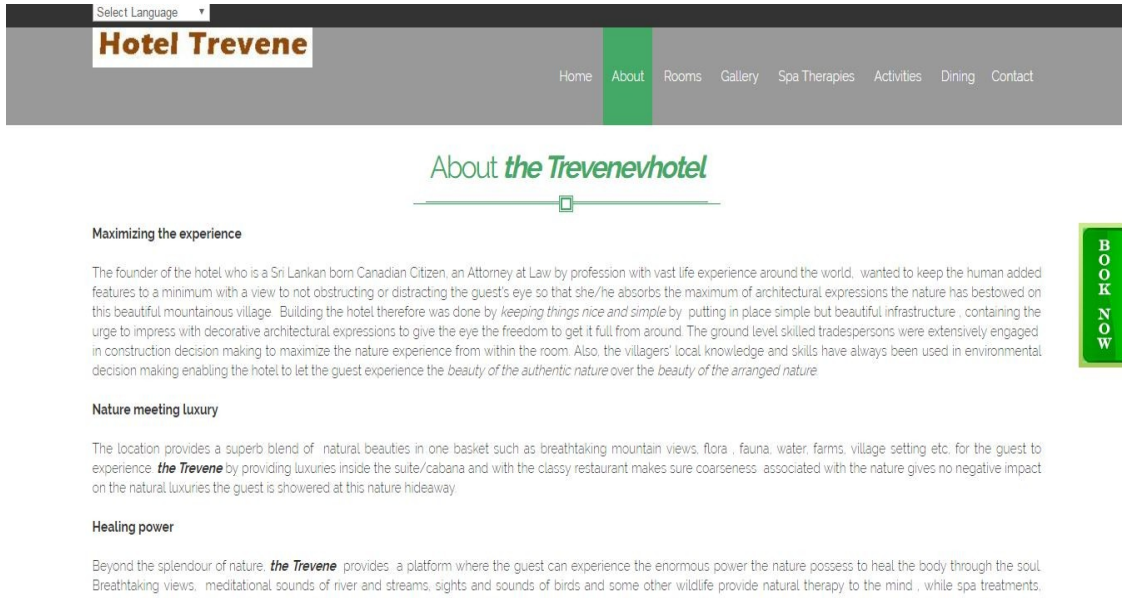 Select Language
Hotel Trevene
Home About Rooms Gallery Spa Therapies Activities Dining Contact
About the Trevenevhotel
Maximizing the experience
The founder of the hotel who is a Sri Lankan born Canadian Citizen, an Attorney at Law by profession with vast life experience around the world, wanted to keep the human added
features to a minimum with a view to not obstructing or distracting the guest's eye so that she/he absorbs the maximum of architectural expressions the nature has bestowed on
this beautiful mountainous village. Building the hotel therefore was done by keeping things nice and simple by putting in place simple but beautiful infrastructure , containing the
urge to impress with decorative architectural expressions to give the eye the freedom to get it full from around. The ground level skilled tradespersons were extensively engaged
in construction decision making to maximize the nature experience from within the room. Also, the villagers' local knowledge and skills have always been used in environmental
decision making enabling the hotel to let the guest experience the beauty of the authentic nature over the beauty of the arranged nature.
BOOK NOW
Nature meeting luxury
The location provides a superb blend of natural beauties in one basket such as breathtaking mountain views, flora , fauna, water, farms, village setting etc, for the guest to
experience. the Trevene by providing luxuries inside the suite/cabana and with the classy restaurant makes sure coarseness associated with the nature gives no negative impact
on the natural luxuries the guest is showered at this nature hideaway.
Healing power
Beyond the splendour of nature, the Trevene provides a platform where the guest can experience the enormous power the nature possess to heal the body through the soul.
Breathtaking views, meditational sounds of river and streams, sights and sounds of birds and some other wildlife provide natural therapy to the mind , while spa treatments,